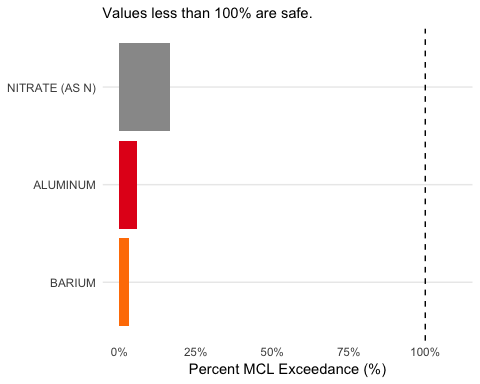 Values less than 100% are safe.
NITRATE (AS N)
ALUMINUM
BARIUM
0% 25% 50% 75% 100%
Percent MCL Exceedance (%)